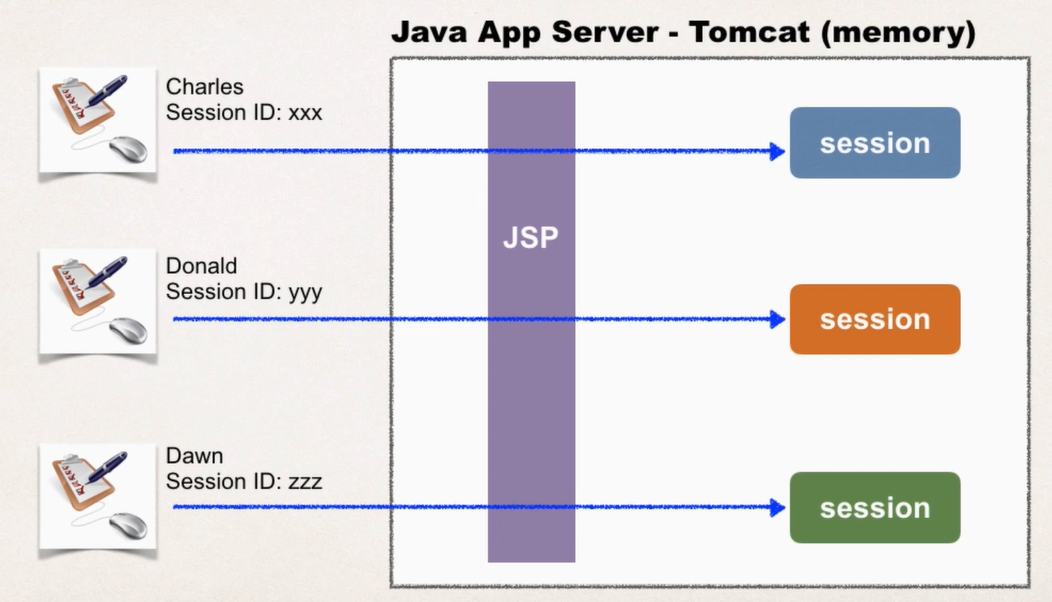 Java App Server - Tomcat (memory)
Charles
Session ID: xxx
session
JSP
Donald
Session ID: yyy
session
Dawn
Session ID: zzz
session